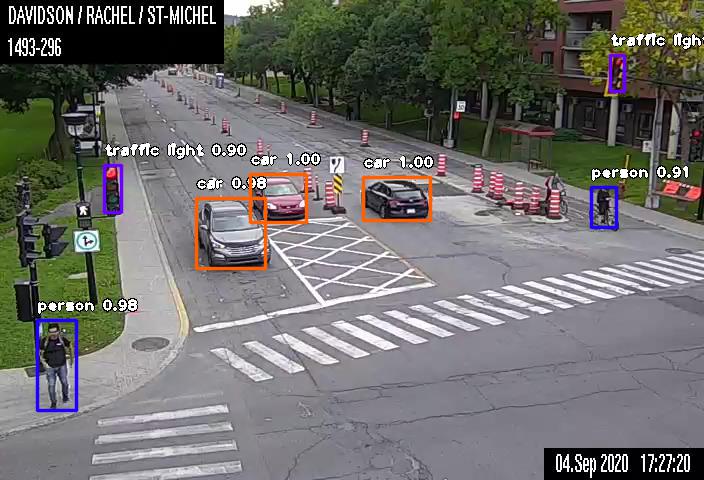 DAVIDSON / RACHEL / ST-MICHEL
1493-296
traffic light
traffic light 0.90
car 1.00
car 1.00
car 0.98
person 0.91
person 0.98
04.Sep 2020 17:27:20